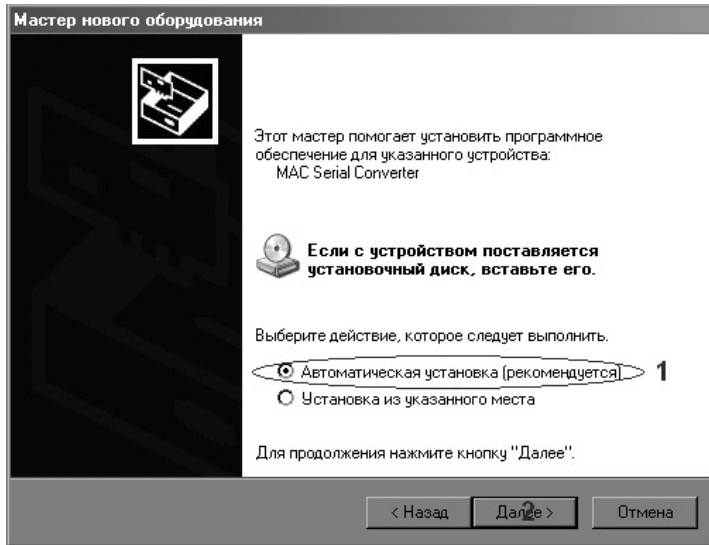 Мастер нового оборудования
Этот мастер помогает установить программное
обеспечение для указанного устройства:
MAC Serial Converter
Если с устройством поставляется
установочный диск, вставьте его.
Выберите действие, которое следует выполнить.
Автоматическая установка (рекомендуется) 1
Установка из указанного места
Для продолжения нажмите кнопку "Далее".
< Назад Далее > 2 Отмена